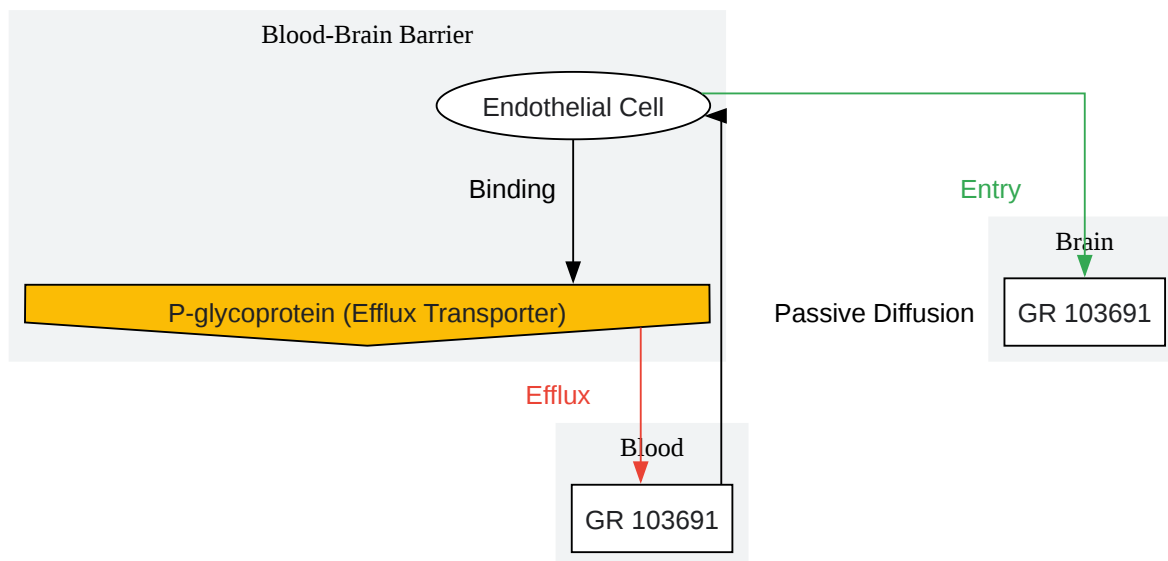 Blood-Brain Barrier
Endothelial Cell
Binding
Entry
Brain
P-glycoprotein (Efflux Transporter)
Passive Diffusion
GR 103691
Efflux
Blood
GR 103691